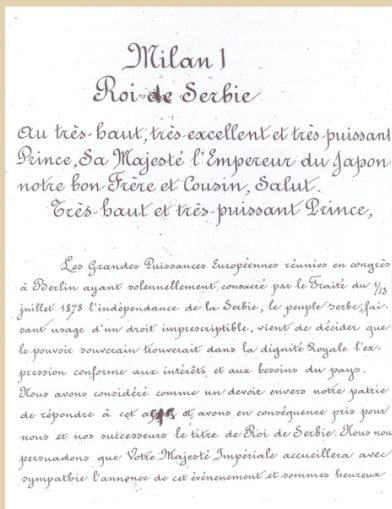 Milan I
Roi de Serbie
Au très-haut, très-excellent et très-puissant
Prince, Sa Majesté l'Empereur du Japon
notre bon Frère et Cousin, Salut.
Très-haut et très-puissant Prince,
Les Grandes Puissances Européennes réunies en congrès
à Berlin ayant solennellement consacré par le Traité du 1/13
juillet 1878 l'indépendance de la Serbie, le peuple serbe, fai-
sant usage d'un droit imprescriptible, vient de décider que
le pouvoir souverain trouverait dans la dignité Royale l'ex-
pression conforme aux intérêts et aux besoins du pays.
Nous avons considéré comme un devoir envers notre patrie
de répondre à cet et avons en conséquence pris pour
nous et nos successeurs le titre de Roi de Serbie. Nous nou
persuadons que Votre Majesté Impériale accueillera avec
sympathie l'annonce de cet événenement et sommes heureux